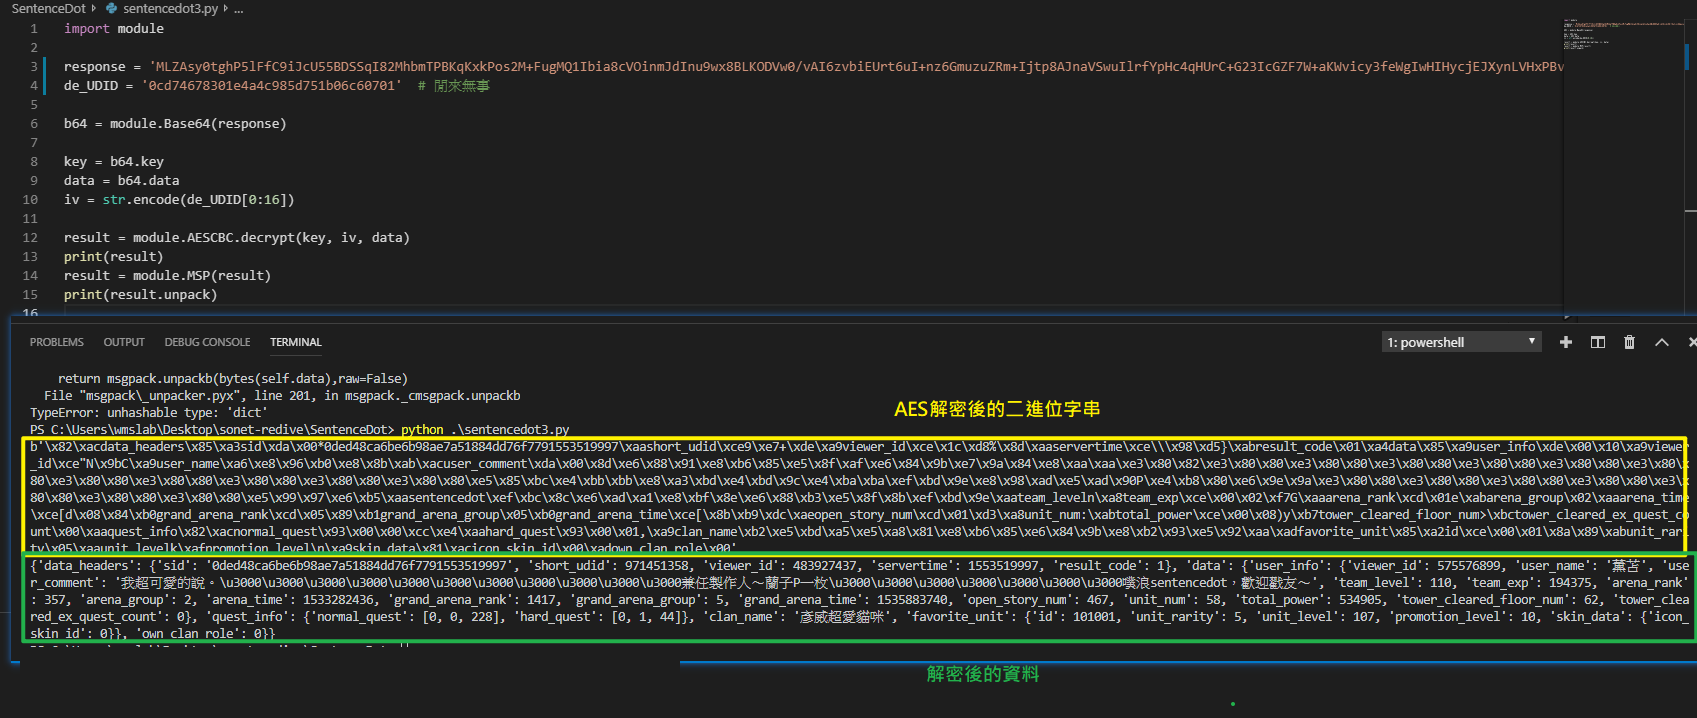 SentenceDot > sentencedot3.py > ...
1 import module
2
3 response = 'MLZAsy0tghP5lFfC9iJcU55BDSSqI82MhbmTPBKqKxkPos2M+FugMQ1Ibia8cVOinmJdInu9wx8BLKODVw0/vAI6zvbiEUrt6uI+nz6GmuzuZRm+Ijtp8AJnaVSwuIlrfYpHc4qHUrC+G23IcGZF7W+aKWvicy3feWgIwHIHycjEJXynLVHxPBv
4 de_UDID = '0cd74678301e4a4c985d751b06c60701' # 閒來無事
5
6 b64 = module.Base64(response)
7
8 key = b64.key
9 data = b64.data
10 iv = str.encode(de_UDID[0:16])
11
12 result = module.AESCBC.decrypt(key, iv, data)
13 print(result)
14 result = module.MSP(result)
15 print(result.unpack)
16
PROBLEMS OUTPUT DEBUG CONSOLE TERMINAL 1: powershell
return msgpack.unpackb(bytes(self.data),raw=False)
File "msgpack\_unpacker.pyx", line 201, in msgpack._cmsgpack.unpackb
TypeError: unhashable type: 'dict'
AES解密後的二進位字串
PS C:\Users\wmslab\Desktop\sonet-redive\SentenceDot> python .\sentencedot3.py
b'\x82\xacdata_headers\x85\xa3sid\xda\x00*0ded48ca6be6b98ae7a51884dd76f7791553519997\xaashort_udid\xce9\xe7+\xde\xa9viewer_id\xce\x1c\xd8%\x8d\xaaservertime\xce\\\x98\xd5}\xabresult_code\x01\xa4data\x85\xa9user_info\xde\x00\x10\xa9viewer
_id\xce"N\x9bC\xa9user_name\xa6\xe8\x96\xb0\xe8\x8b\xab\xacuser_comment\xda\x00\x8d\xe6\x88\x91\xe8\xb6\x85\xe5\x8f\xaf\xe6\x84\x9b\xe7\x9a\x84\xe8\xaa\xaa\xe3\x80\x82\xe3\x80\x80\xe3\x80\x80\xe3\x80\x80\xe3\x80\x80\xe3\x80\x80\xe3\x80\
x80\xe3\x80\x80\xe3\x80\x80\xe3\x80\x80\xe3\x80\x80\xe3\x80\x80\xe5\x85\xbc\xe4\xbb\xbb\xe8\xa3\xbd\xe4\xbd\x9c\xe4\xba\xba\xef\xbd\x9e\xe8\x98\xad\xe5\xad\x90P\xe4\xb8\x80\xe6\x9e\x9a\xe3\x80\x80\xe3\x80\x80\xe3\x80\x80\xe3\x80\x80\xe3\x
80\x80\xe3\x80\x80\xe3\x80\x80\xe5\x99\x97\xe6\xb5\xaasentencedot\xef\xbc\x8c\xe6\xad\xa1\xe8\xbf\x8e\xe6\x88\xb3\xe5\x8f\x8b\xef\xbd\x9e\xaateam_leveln\xa8team_exp\xce\x00\x02\xf7G\xaaarena_rank\xcd\x01e\xabarena_group\x02\xaaarena_time
\xce[d\x08\x84\xb0grand_arena_rank\xcd\x05\x89\xb1grand_arena_group\x05\xb0grand_arena_time\xce[\x8b\xb9\xdc\xaeopen_story_num\xcd\x01\xd3\xa8unit_num:\xabtotal_power\xce\x00\x08)y\xb7tower_cleared_floor_num>\xbctower_cleared_ex_quest_co
unt\x00\xaaquest_info\x82\xacnormal_quest\x93\x00\x00\xcc\xe4\xaahard_quest\x93\x00\x01,\xa9clan_name\xb2\xe5\xbd\xa5\xe5\xa8\x81\xe8\xb6\x85\xe6\x84\x9b\xe8\xb2\x93\xe5\x92\xaa\xadfavorite_unit\x85\xa2id\xce\x00\x01\x8a\x89\xabunit_rari
ty\x05\xaaunit_levelk\xafpromotion_level\n\xa9skin_data\x81\xacicon_skin_id\x00\xadown_clan_role\x00'
{'data_headers': {'sid': '0ded48ca6be6b98ae7a51884dd76f7791553519997', 'short_udid': 971451358, 'viewer_id': 483927437, 'servertime': 1553519997, 'result_code': 1}, 'data': {'user_info': {'viewer_id': 575576899, 'user_name': '薰苫', 'use
r_comment': '我超可愛的說。\u3000\u3000\u3000\u3000\u3000\u3000\u3000\u3000\u3000\u3000\u3000兼任製作人～蘭子P一枚\u3000\u3000\u3000\u3000\u3000\u3000\u3000噗浪sentencedot，歡迎戳友～', 'team_level': 110, 'team_exp': 194375, 'arena_rank'
: 357, 'arena_group': 2, 'arena_time': 1533282436, 'grand_arena_rank': 1417, 'grand_arena_group': 5, 'grand_arena_time': 1535883740, 'open_story_num': 467, 'unit_num': 58, 'total_power': 534905, 'tower_cleared_floor_num': 62, 'tower_clea
red_ex_quest_count': 0}, 'quest_info': {'normal_quest': [0, 0, 228], 'hard_quest': [0, 1, 44]}, 'clan_name': '彥威超愛貓咪', 'favorite_unit': {'id': 101001, 'unit_rarity': 5, 'unit_level': 107, 'promotion_level': 10, 'skin_data': {'icon_
skin_id': 0}}, 'own_clan_role': 0}}
解密後的資料